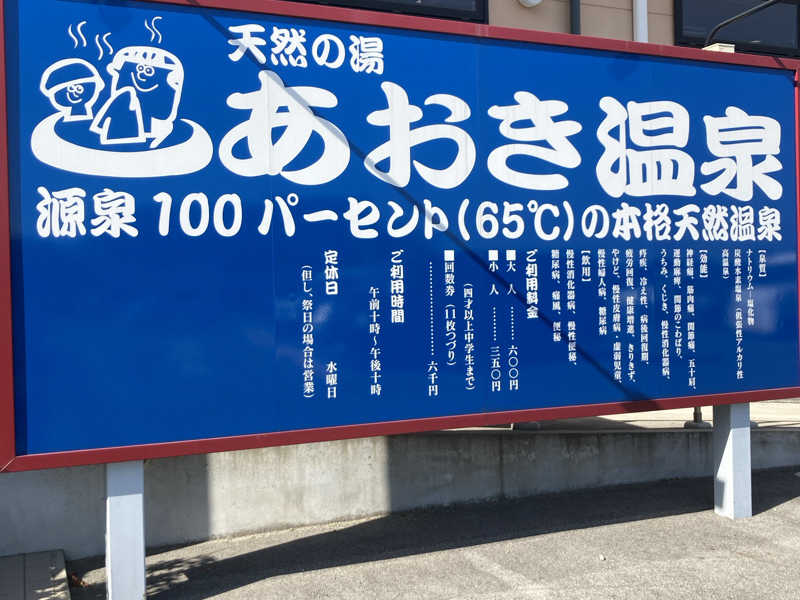 天然の湯
あおき温泉
源泉100パーセント(65℃)の本格天然温泉
【泉質】
ナトリウム―塩化物
炭酸水素塩温泉(低張性アルカリ性
高温泉)
【効能】
神経痛、筋肉痛、関節痛、五十肩、
運動麻痺、関節のこわばり、
うちみ、くじき、慢性消化器病、
痔疾、冷え性、病後回復期、
疲労回復、健康増進、きりきず、
やけど、慢性皮膚病・虚弱児童、
慢性婦人病、糖尿病
【飲用】
慢性消化器病、慢性便秘、
糖尿病、痛風、便秘
ご利用料金
■大 人 ……… 六〇〇円
■小 人 ……… 三五〇円
(四才以上中学生まで)
■回数券(11枚つづり)
……………………… 六千円
ご利用時間
午前十時〜午後十時
定休日 水曜日
(但し、祭日の場合は営業)